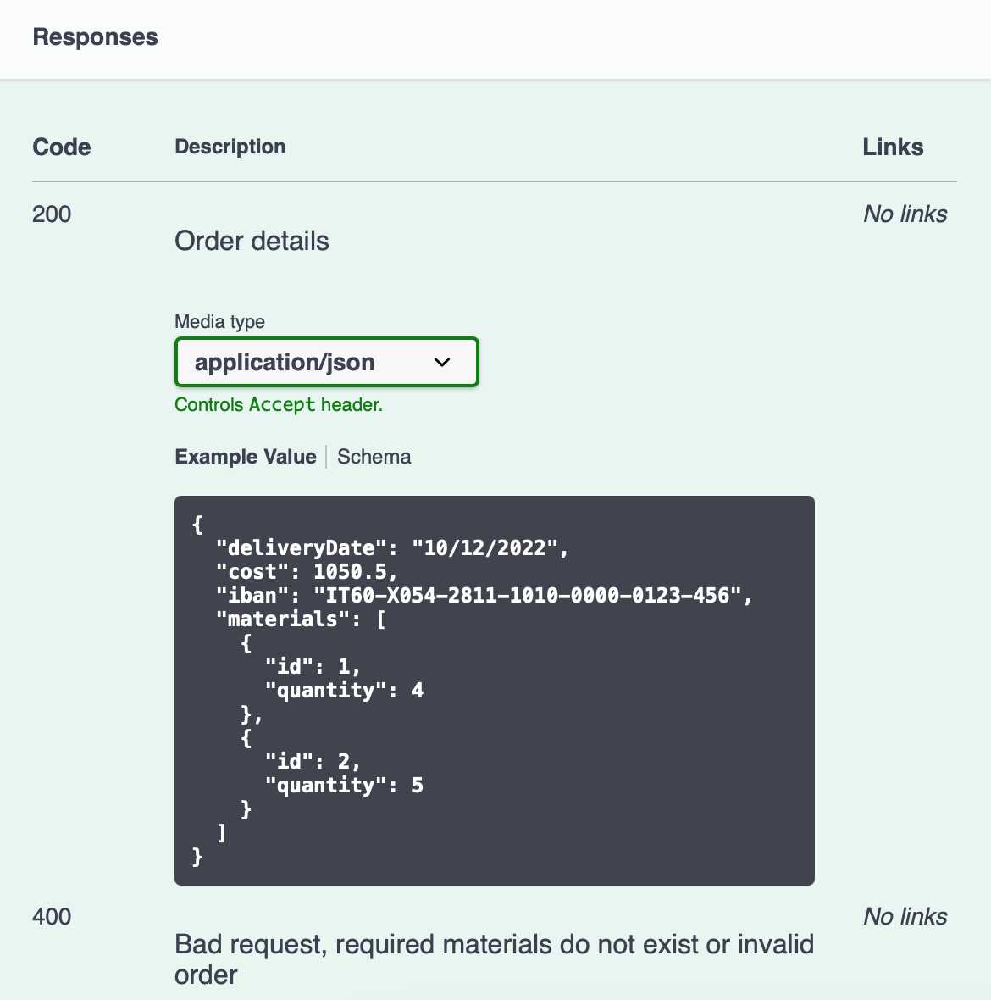 Responses
Code Description Links
200 No links
Order details
Media type
application/json
Controls Accept header.
Example Value Schema
{
  "deliveryDate": "10/12/2022",
  "cost": 1050.5,
  "iban": "IT60-X054-2811-1010-0000-0123-456",
  "materials": [
    {
      "id": 1,
      "quantity": 4
    },
    {
      "id": 2,
      "quantity": 5
    }
  ]
}
400 No links
Bad request, required materials do not exist or invalid
order